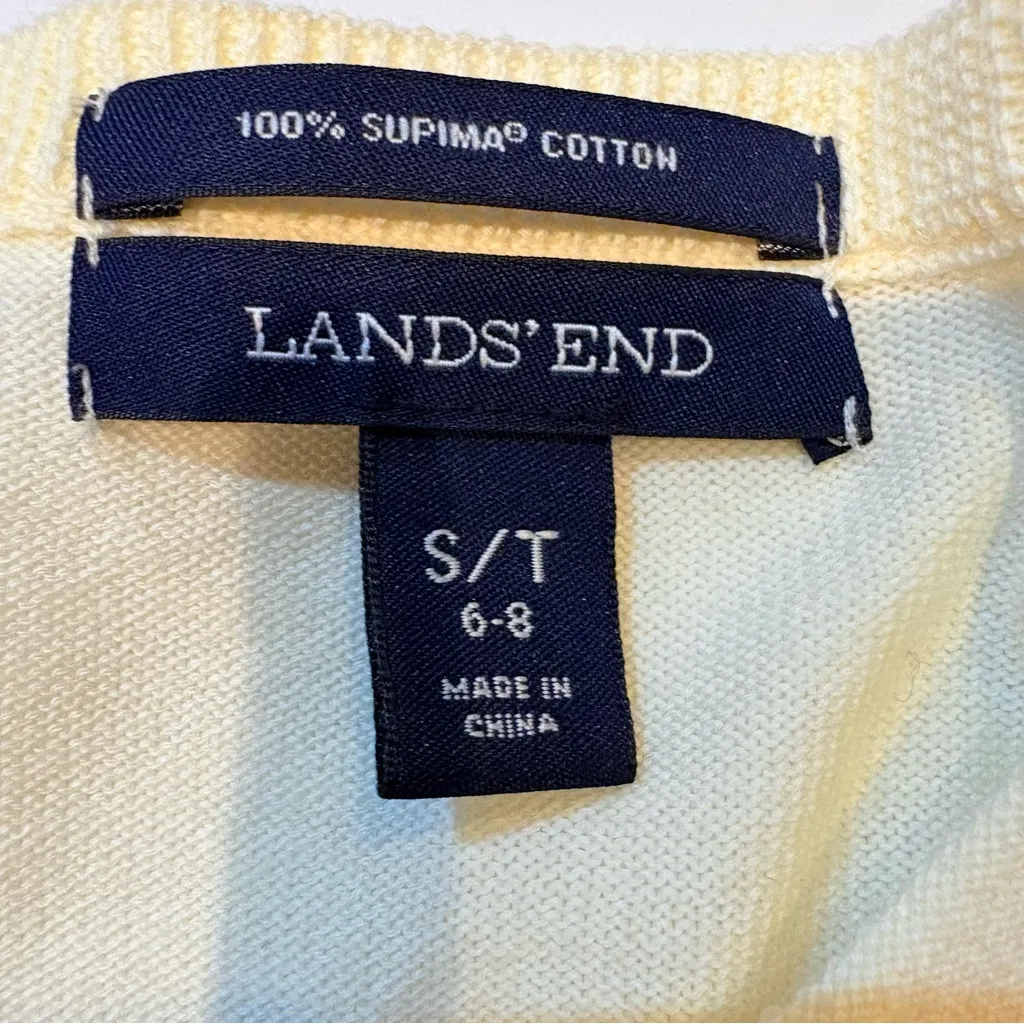 100% SUPIMA® COTTON
LANDS' END
S/T
6-8
MADE IN
CHINA